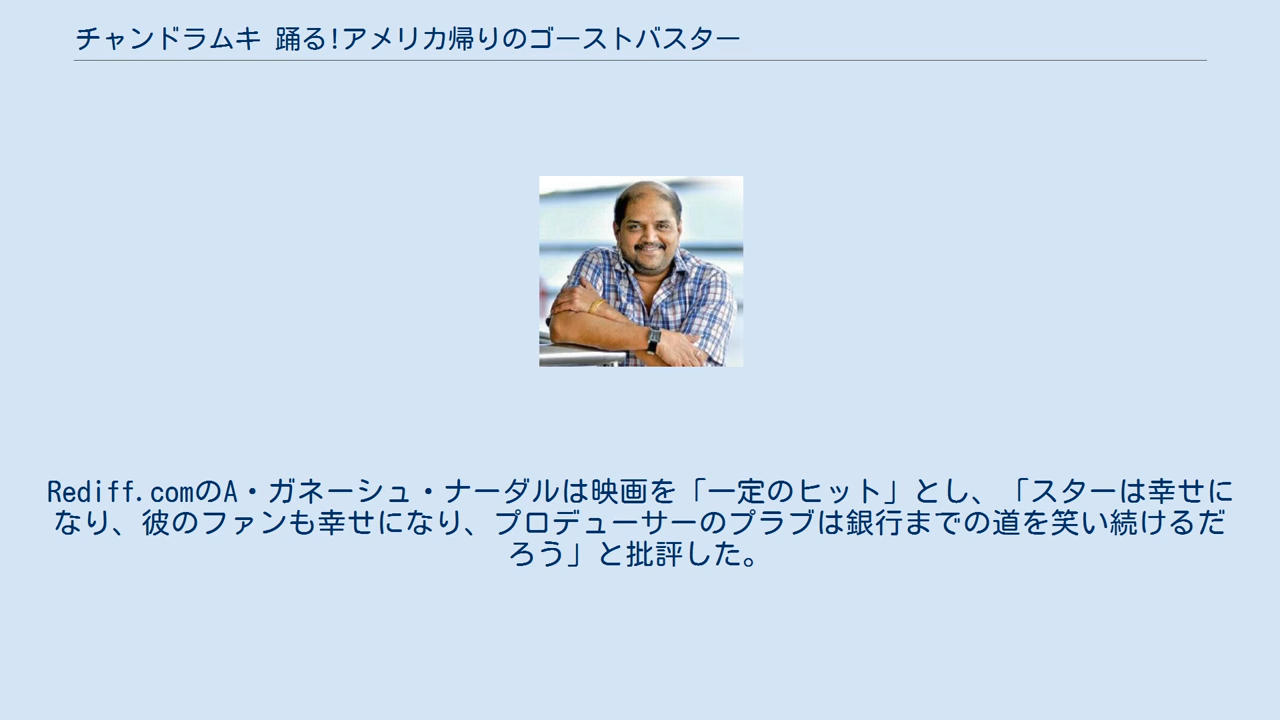 チャンドラムキ 踊る!アメリカ帰りのゴーストバスター
Rediff.comのA・ガネーシュ・ナーダルは映画を「一定のヒット」とし、「スターは幸せに
なり、彼のファンも幸せになり、プロデューサーのプラブは銀行までの道を笑い続けるだ
ろう」と批評した。